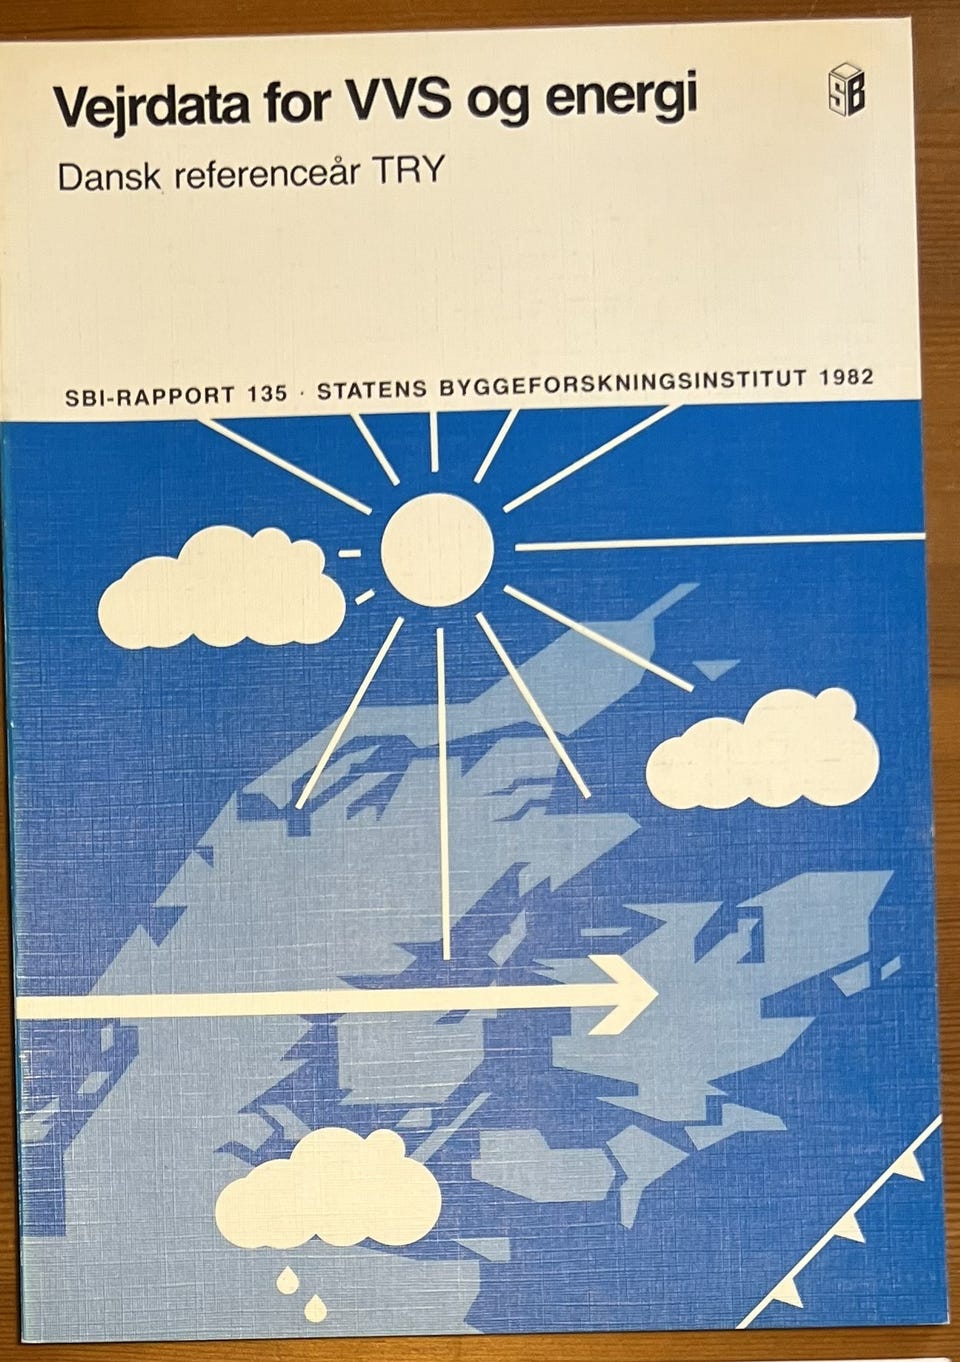 Vejrdata for VVS og energi
SB
Dansk referenceår TRY
SBI-RAPPORT 135 · STATENS BYGGEFORSKNINGSINSTITUT 1982